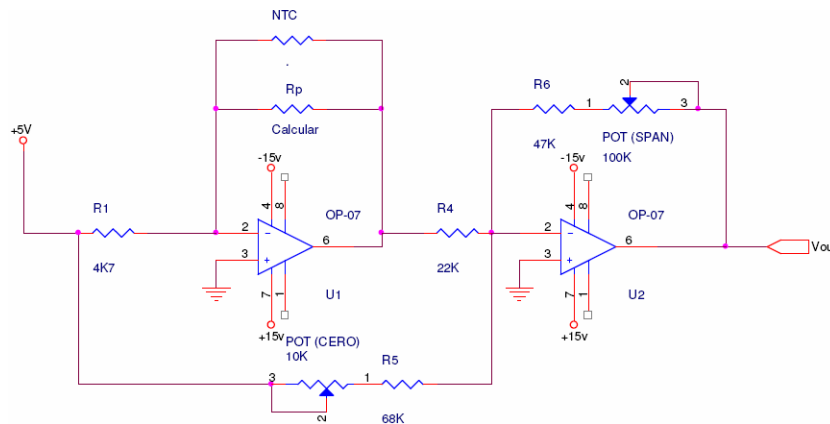 NTC
.
Rp
Calcular
+5V
R1
4K7
-15v
4
8
2
3
6
7
1
OP-07
U1
+15v
R4
22K
R6
1
2
3
47K
POT (SPAN)
100K
-15v
4
8
2
3
6
7
1
OP-07
U2
+15v
Vou
POT (CERO)
10K
3
1
2
R5
68K